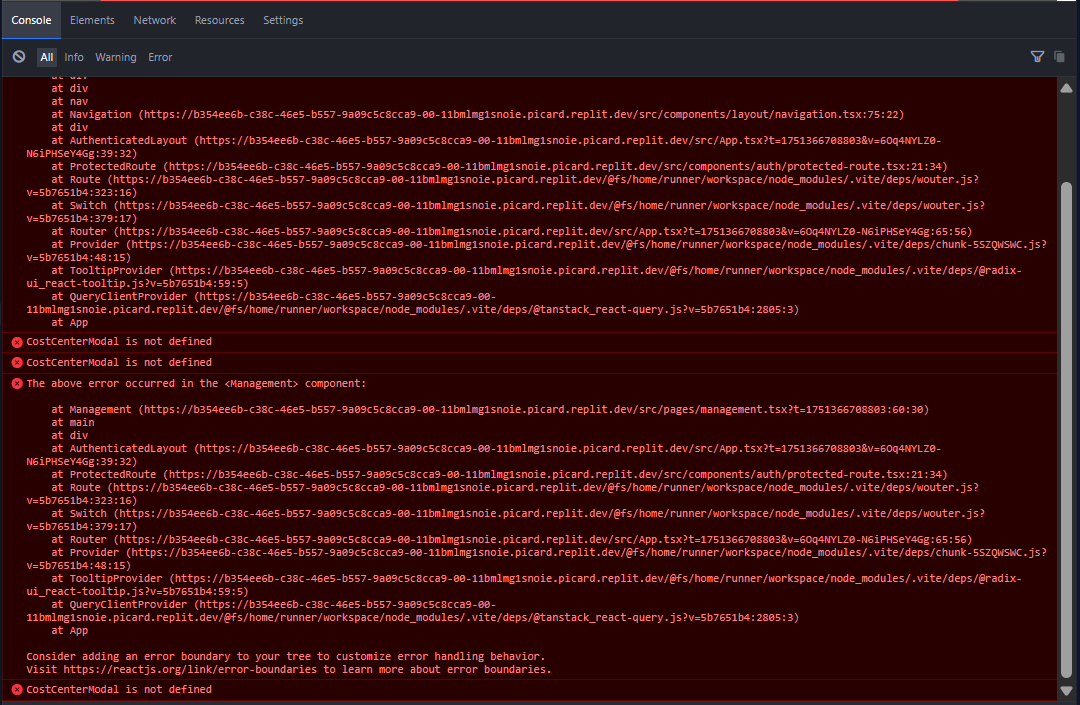 Console Elements Network Resources Settings
All Info Warning Error
at div
at div
at nav
at Navigation (https://b354ee6b-c38c-46e5-b557-9a09c5c8cca9-00-11bmlmg1snoie.picard.replit.dev/src/components/layout/navigation.tsx:75:22)
at div
at AuthenticatedLayout (https://b354ee6b-c38c-46e5-b557-9a09c5c8cca9-00-11bmlmg1snoie.picard.replit.dev/src/App.tsx?t=1751366708803&v=6Oq4NYLZ0-
N6iPHSeY4Gg:39:32)
at ProtectedRoute (https://b354ee6b-c38c-46e5-b557-9a09c5c8cca9-00-11bmlmg1snoie.picard.replit.dev/src/components/auth/protected-route.tsx:21:34)
at Route (https://b354ee6b-c38c-46e5-b557-9a09c5c8cca9-00-11bmlmg1snoie.picard.replit.dev/@fs/home/runner/workspace/node_modules/.vite/deps/wouter.js?
v=5b7651b4:323:16)
at Switch (https://b354ee6b-c38c-46e5-b557-9a09c5c8cca9-00-11bmlmg1snoie.picard.replit.dev/@fs/home/runner/workspace/node_modules/.vite/deps/wouter.js?
v=5b7651b4:379:17)
at Router (https://b354ee6b-c38c-46e5-b557-9a09c5c8cca9-00-11bmlmg1snoie.picard.replit.dev/src/App.tsx?t=1751366708803&v=6Oq4NYLZ0-N6iPHSeY4Gg:65:56)
at Provider (https://b354ee6b-c38c-46e5-b557-9a09c5c8cca9-00-11bmlmg1snoie.picard.replit.dev/@fs/home/runner/workspace/node_modules/.vite/deps/chunk-5SZQWSWC.js?
v=5b7651b4:48:15)
at TooltipProvider (https://b354ee6b-c38c-46e5-b557-9a09c5c8cca9-00-11bmlmg1snoie.picard.replit.dev/@fs/home/runner/workspace/node_modules/.vite/deps/@radix-
ui_react-tooltip.js?v=5b7651b4:59:5)
at QueryClientProvider (https://b354ee6b-c38c-46e5-b557-9a09c5c8cca9-00-
11bmlmg1snoie.picard.replit.dev/@fs/home/runner/workspace/node_modules/.vite/deps/@tanstack_react-query.js?v=5b7651b4:2805:3)
at App
CostCenterModal is not defined
CostCenterModal is not defined
The above error occurred in the <Management> component:
at Management (https://b354ee6b-c38c-46e5-b557-9a09c5c8cca9-00-11bmlmg1snoie.picard.replit.dev/src/pages/management.tsx?t=1751366708803:60:30)
at main
at div
at AuthenticatedLayout (https://b354ee6b-c38c-46e5-b557-9a09c5c8cca9-00-11bmlmg1snoie.picard.replit.dev/src/App.tsx?t=1751366708803&v=6Oq4NYLZ0-
N6iPHSeY4Gg:39:32)
at ProtectedRoute (https://b354ee6b-c38c-46e5-b557-9a09c5c8cca9-00-11bmlmg1snoie.picard.replit.dev/src/components/auth/protected-route.tsx:21:34)
at Route (https://b354ee6b-c38c-46e5-b557-9a09c5c8cca9-00-11bmlmg1snoie.picard.replit.dev/@fs/home/runner/workspace/node_modules/.vite/deps/wouter.js?
v=5b7651b4:323:16)
at Switch (https://b354ee6b-c38c-46e5-b557-9a09c5c8cca9-00-11bmlmg1snoie.picard.replit.dev/@fs/home/runner/workspace/node_modules/.vite/deps/wouter.js?
v=5b7651b4:379:17)
at Router (https://b354ee6b-c38c-46e5-b557-9a09c5c8cca9-00-11bmlmg1snoie.picard.replit.dev/src/App.tsx?t=1751366708803&v=6Oq4NYLZ0-N6iPHSeY4Gg:65:56)
at Provider (https://b354ee6b-c38c-46e5-b557-9a09c5c8cca9-00-11bmlmg1snoie.picard.replit.dev/@fs/home/runner/workspace/node_modules/.vite/deps/chunk-5SZQWSWC.js?
v=5b7651b4:48:15)
at TooltipProvider (https://b354ee6b-c38c-46e5-b557-9a09c5c8cca9-00-11bmlmg1snoie.picard.replit.dev/@fs/home/runner/workspace/node_modules/.vite/deps/@radix-
ui_react-tooltip.js?v=5b7651b4:59:5)
at QueryClientProvider (https://b354ee6b-c38c-46e5-b557-9a09c5c8cca9-00-
11bmlmg1snoie.picard.replit.dev/@fs/home/runner/workspace/node_modules/.vite/deps/@tanstack_react-query.js?v=5b7651b4:2805:3)
at App
Consider adding an error boundary to your tree to customize error handling behavior.
Visit https://reactjs.org/link/error-boundaries to learn more about error boundaries.
CostCenterModal is not defined